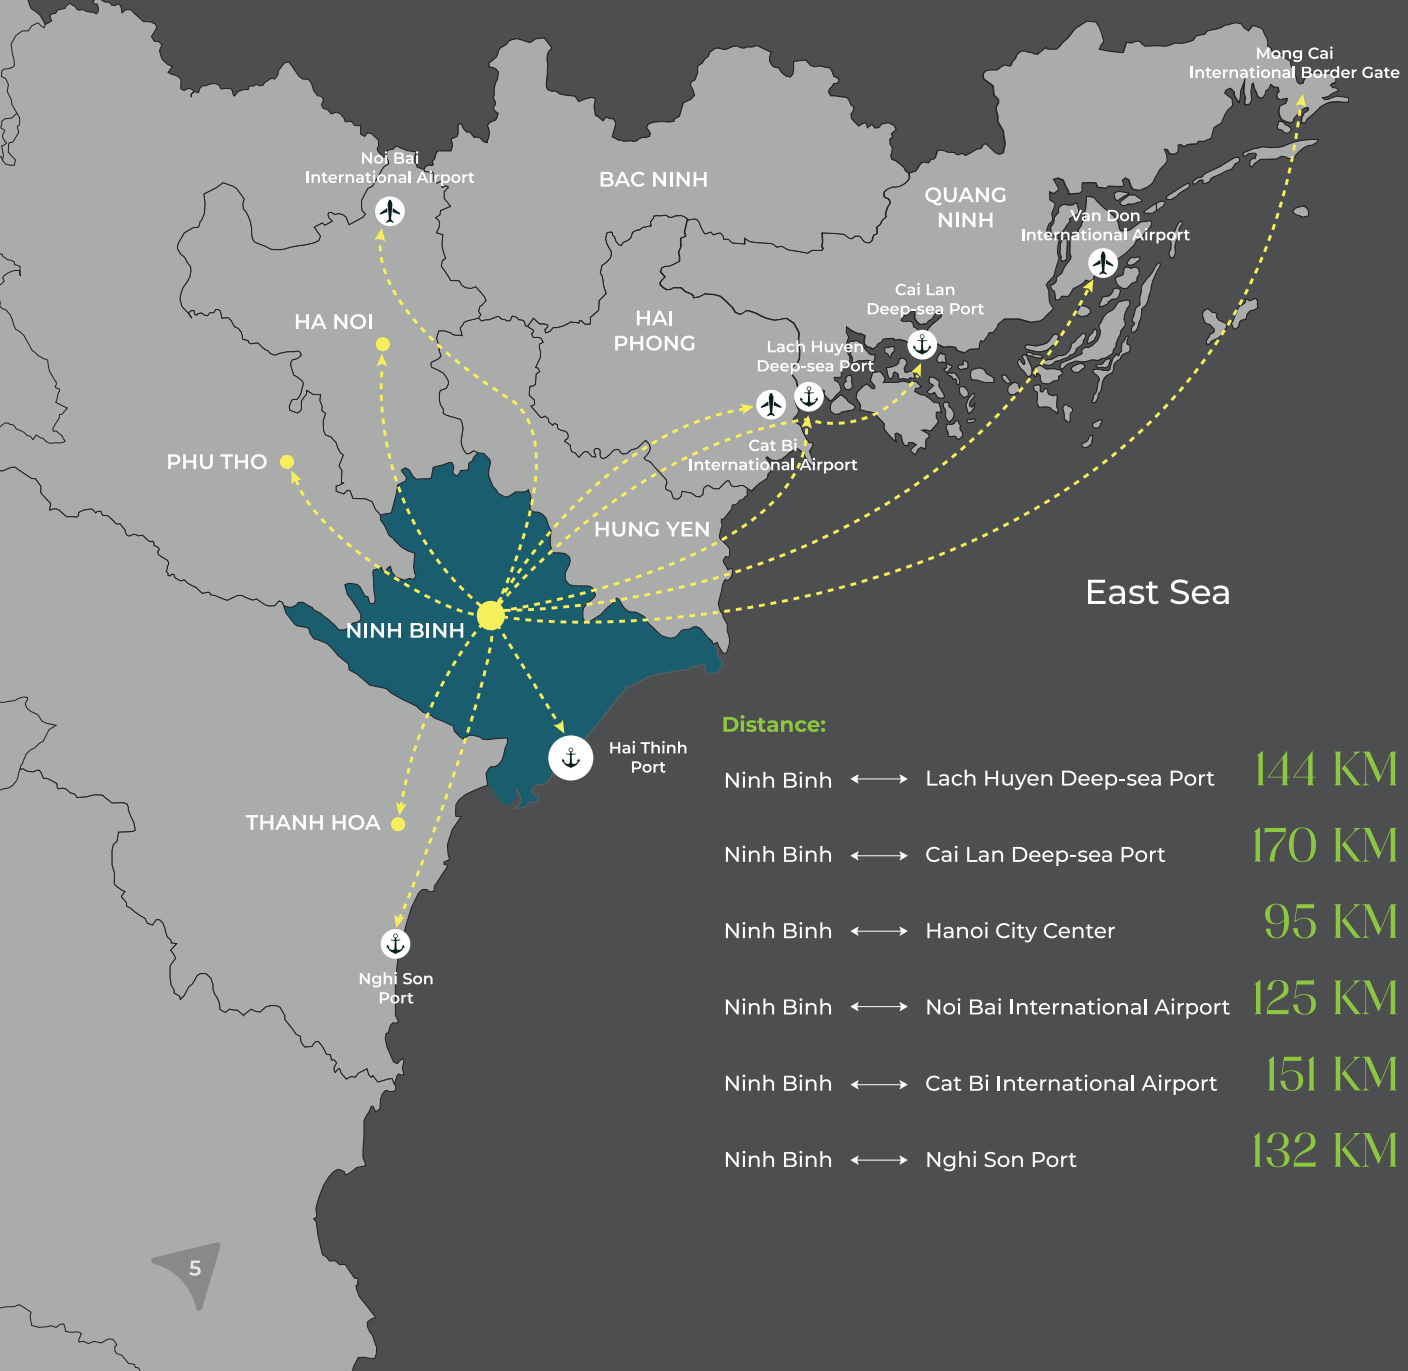 Mong Cai
International Border Gate
Noi Bai
International Airport
BAC NINH
QUANG
NINH
Van Don
International Airport
Cai Lan
Deep-sea Port
HA NOI
HAI
PHONG
Lach Huyen
Deep-sea Port
Cat Bi
International Airport
PHU THO
HUNG YEN
East Sea
NINH BINH
Hai Thinh
Port
THANH HOA
Nghi Son
Port
Distance:
Ninh Binh Lach Huyen Deep-sea Port 144 KM
Ninh Binh Cai Lan Deep-sea Port 170 KM
Ninh Binh Hanoi City Center 95 KM
Ninh Binh Noi Bai International Airport 125 KM
Ninh Binh Cat Bi International Airport 151 KM
Ninh Binh Nghi Son Port 132 KM
5